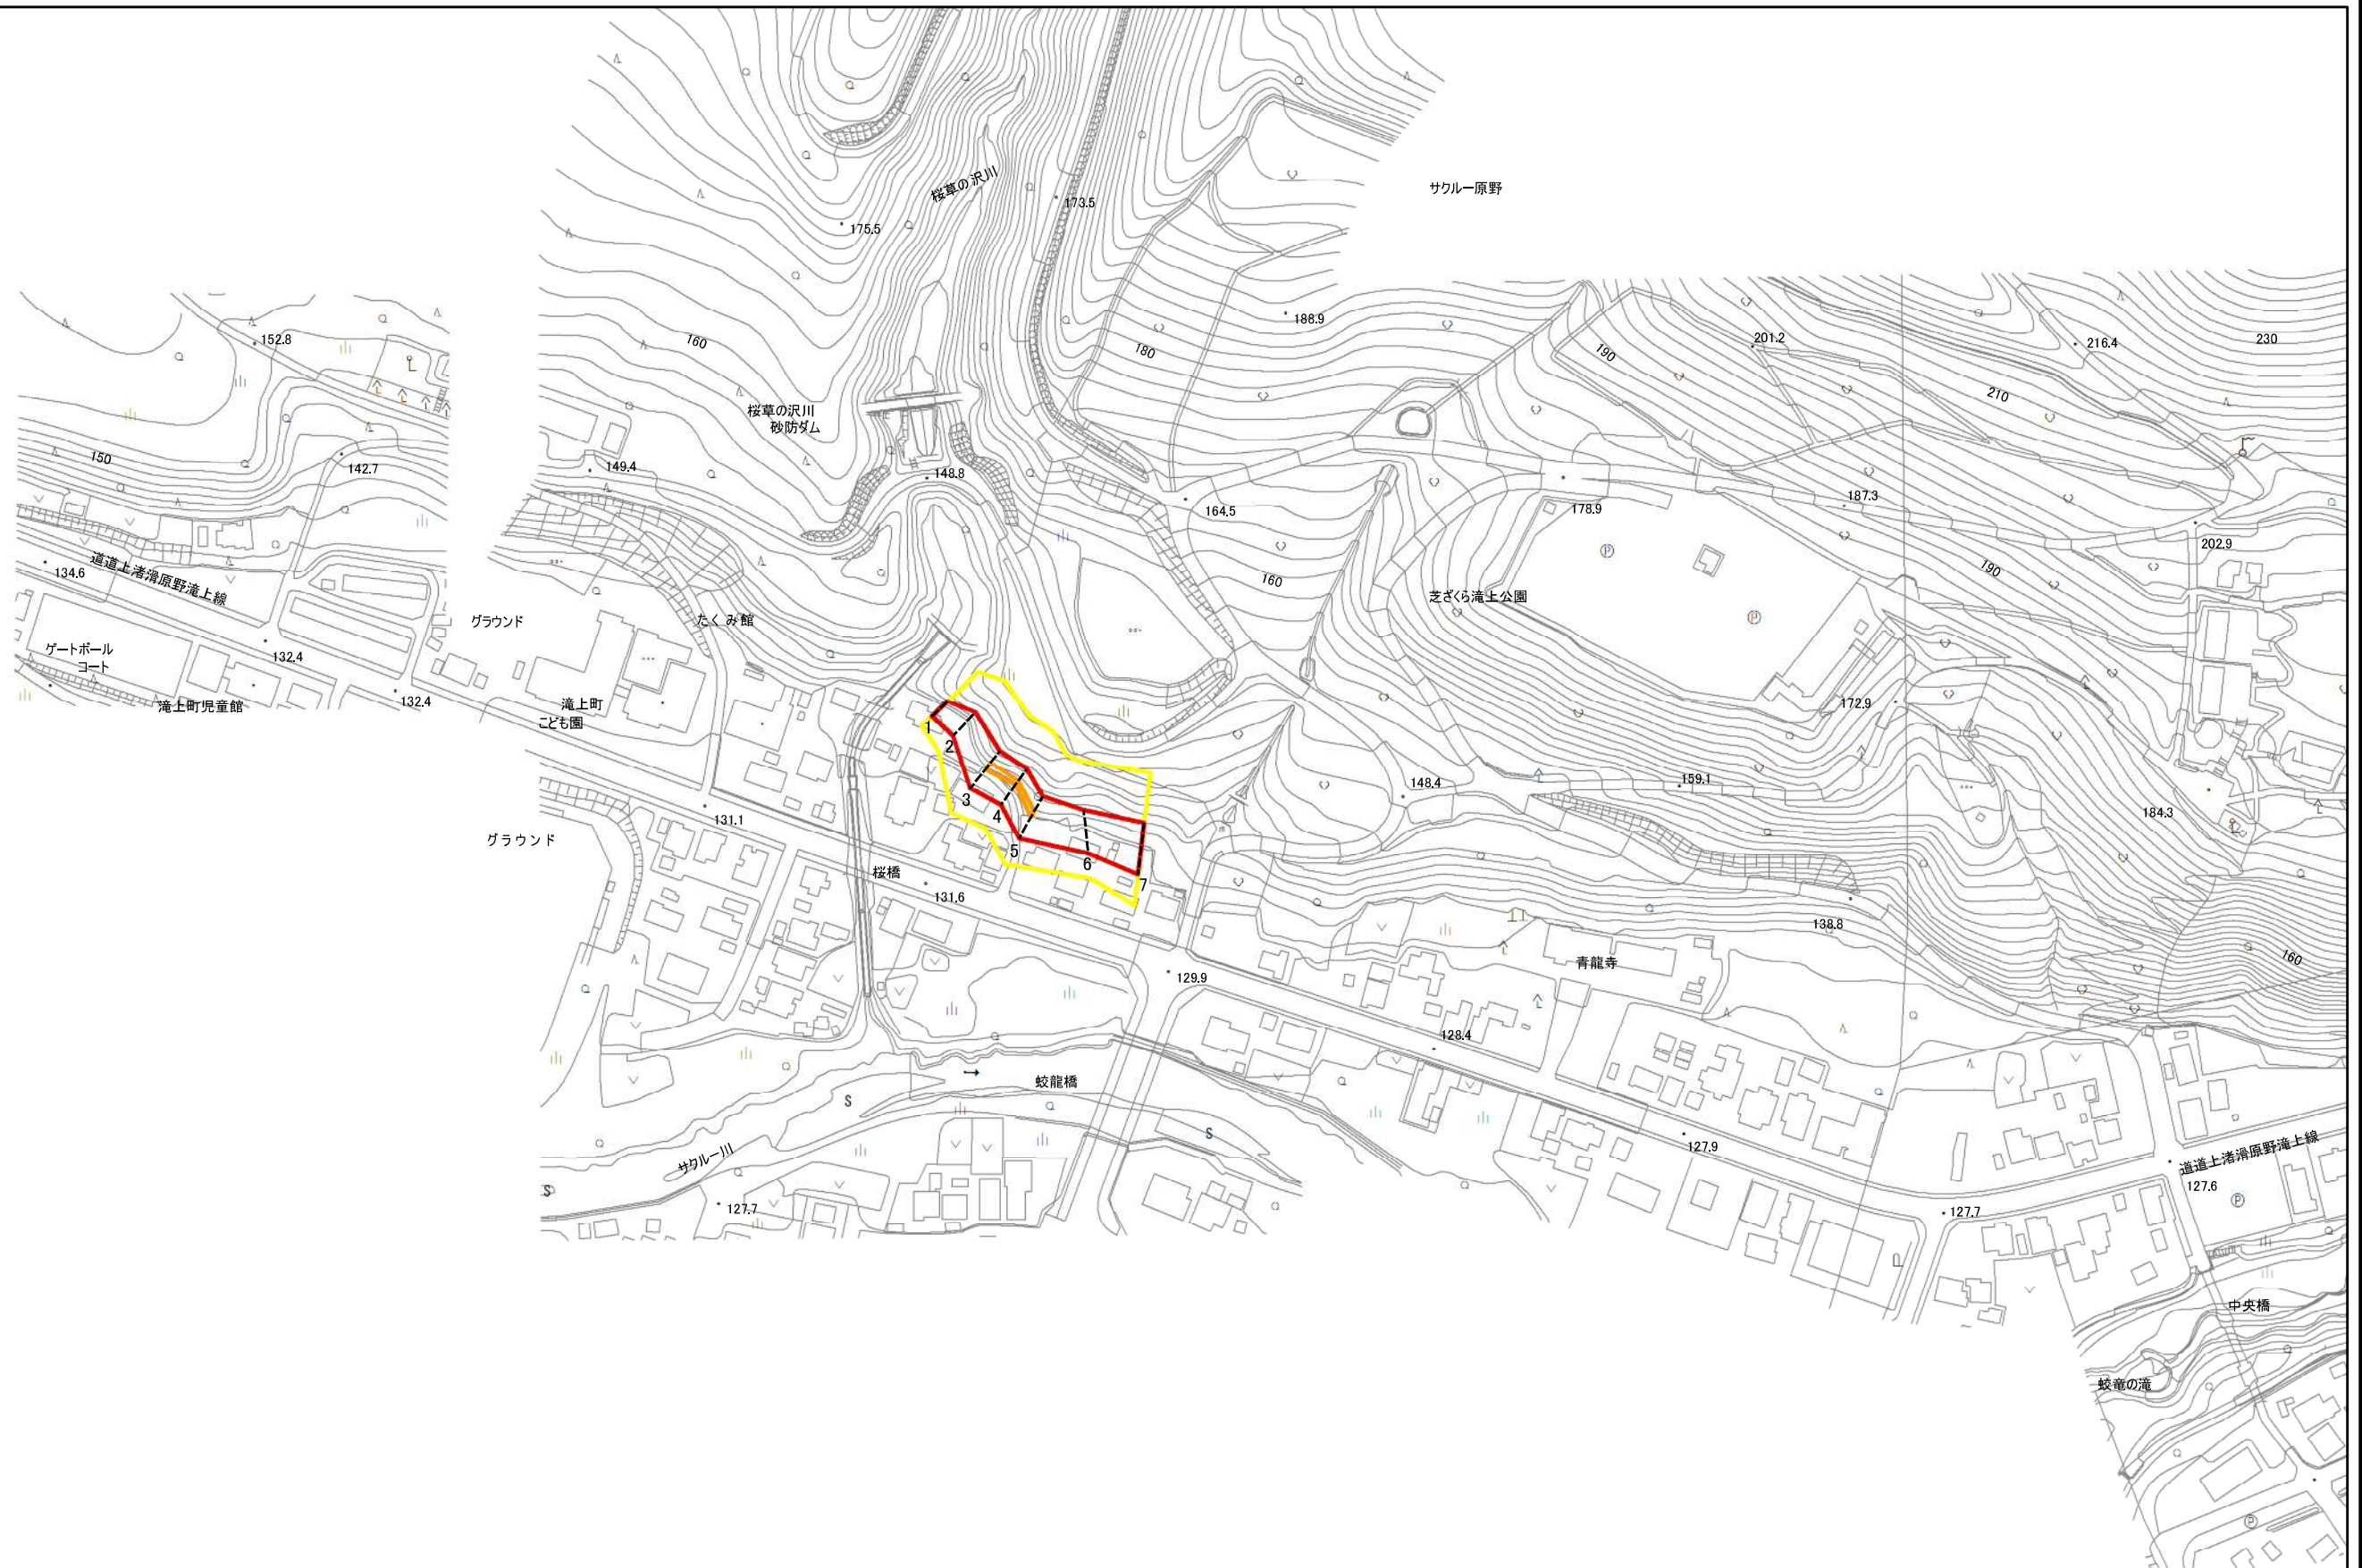 桜草の沢川
173.5
サクルー原野
175.5
188.9
152.8
160
180
190
201.2
216.4
230
210
桜草の沢川
砂防ダム
150
142.7
149.4
148.8
164.5
178.9
187.3
202.9
134.6
道道上渚滑原野滝上線
160
190
芝ざくら滝上公園
グラウンド
たくみ館
ゲートボール
コート
132.4
132.4
滝上町児童館
滝上町
こども園
172.9
1
2
3
4
5
6
7
148.4
159.1
184.3
131.1
グラウンド
桜橋
131.6
138.8
160
青龍寺
129.9
128.4
蛟龍橋
S
S
S
サクルー川
127.9
道道上渚滑原野滝上線
127.6
127.7
127.7
P
P
P
P
中央橋
蛟竜の滝